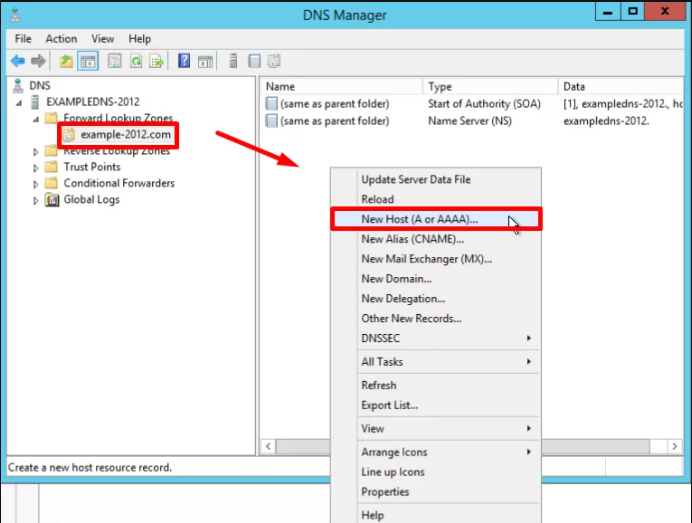 DNS Manager
File Action View Help
DNS
EXAMPLEDNS-2012
Forward Lookup Zones
example-2012.com
Reverse Lookup Zones
Trust Points
Conditional Forwarders
Global Logs
Name Type Data
(same as parent folder) Start of Authority (SOA) [1], exampledns-2012., ho
(same as parent folder) Name Server (NS) exampledns-2012.
Update Server Data File
Reload
New Host (A or AAAA)...
New Alias (CNAME)...
New Mail Exchanger (MX)...
New Domain...
New Delegation...
Other New Records...
DNSSEC
All Tasks
Refresh
Export List...
View
Arrange Icons
Line up Icons
Properties
Help
Create a new host resource record.